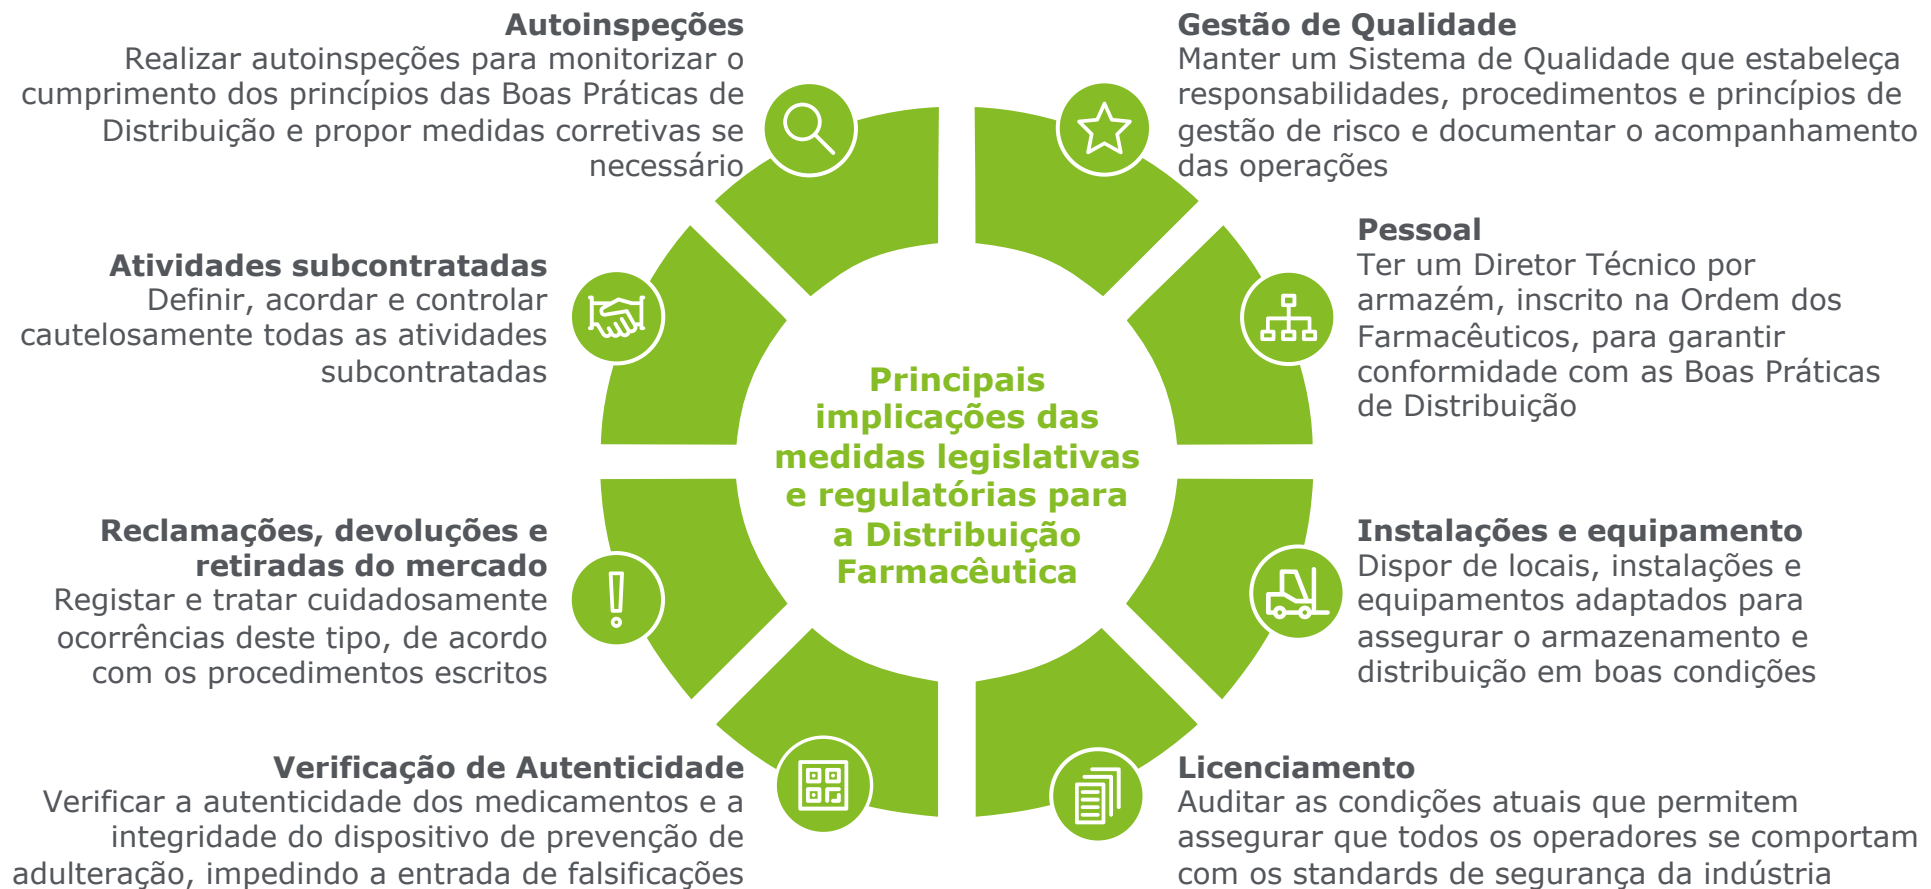 Autoinspeções
Realizar autoinspeções para monitorizar o
cumprimento dos princípios das Boas Práticas de
Distribuição e propor medidas corretivas se
necessário
Gestão de Qualidade
Manter um Sistema de Qualidade que estabeleça
responsabilidades, procedimentos e princípios de
gestão de risco e documentar o acompanhamento
das operações
Pessoal
Ter um Diretor Técnico por
armazém, inscrito na Ordem dos
Farmacêuticos, para garantir
conformidade com as Boas Práticas
de Distribuição
Atividades subcontratadas
Definir, acordar e controlar
cautelosamente todas as atividades
subcontratadas
Principais
implicações das
medidas legislativas
e regulatórias para
a Distribuição
Farmacêutica
Reclamações, devoluções e
retiradas do mercado
Registar e tratar cuidadosamente
ocorrências deste tipo, de acordo
com os procedimentos escritos
Instalações e equipamento
Dispor de locais, instalações e
equipamentos adaptados para
assegurar o armazenamento e
distribuição em boas condições
Verificação de Autenticidade
Verificar a autenticidade dos medicamentos e a
integridade do dispositivo de prevenção de
adulteração, impedindo a entrada de falsificações
Licenciamento
Auditar as condições atuais que permitem
assegurar que todos os operadores se comportam
com os standards de segurança da indústria